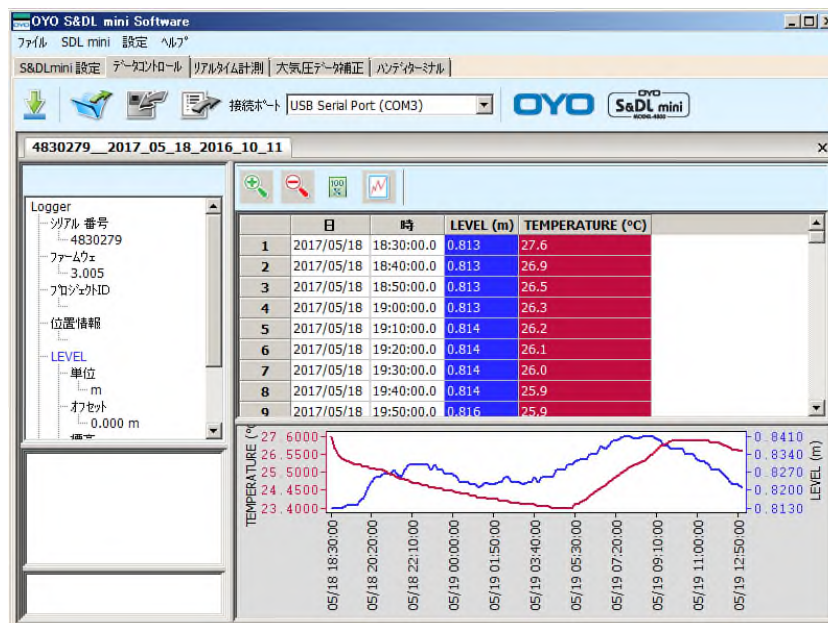 OYO S&DL mini Software
ファイル SDL mini 設定 ヘルプ
S&DLmini 設定 データコントロール リアルタイム計測 大気圧データ補正 ハンディターミナル
接続ポート USB Serial Port (COM3) OYO OYO S&DL mini MODEL-4800
4830279__2017_05_18_2016_10_11
Logger
シリアル 番号
4830279
ファームウェ
3.005
プロジェクトID
位置情報
LEVEL
単位
m
オフセット
0.000 m
標高
100 %
日 時 LEVEL (m) TEMPERATURE (°C)
1 2017/05/18 18:30:00.0 0.813 27.6
2 2017/05/18 18:40:00.0 0.813 26.9
3 2017/05/18 18:50:00.0 0.813 26.5
4 2017/05/18 19:00:00.0 0.813 26.3
5 2017/05/18 19:10:00.0 0.814 26.2
6 2017/05/18 19:20:00.0 0.814 26.1
7 2017/05/18 19:30:00.0 0.814 26.0
8 2017/05/18 19:40:00.0 0.814 25.9
9 2017/05/18 19:50:00.0 0.816 25.9
TEMPERATURE (°C
27.6000
26.5500
25.5000
24.4500
23.4000
0.8410
0.8340
0.8270
0.8200
0.8130
LEVEL (m)
05/18 18:30:00
05/18 20:20:00
05/18 22:10:00
05/19 00:00:00
05/19 01:50:00
05/19 03:40:00
05/19 05:30:00
05/19 07:20:00
05/19 09:10:00
05/19 11:00:00
05/19 12:50:00